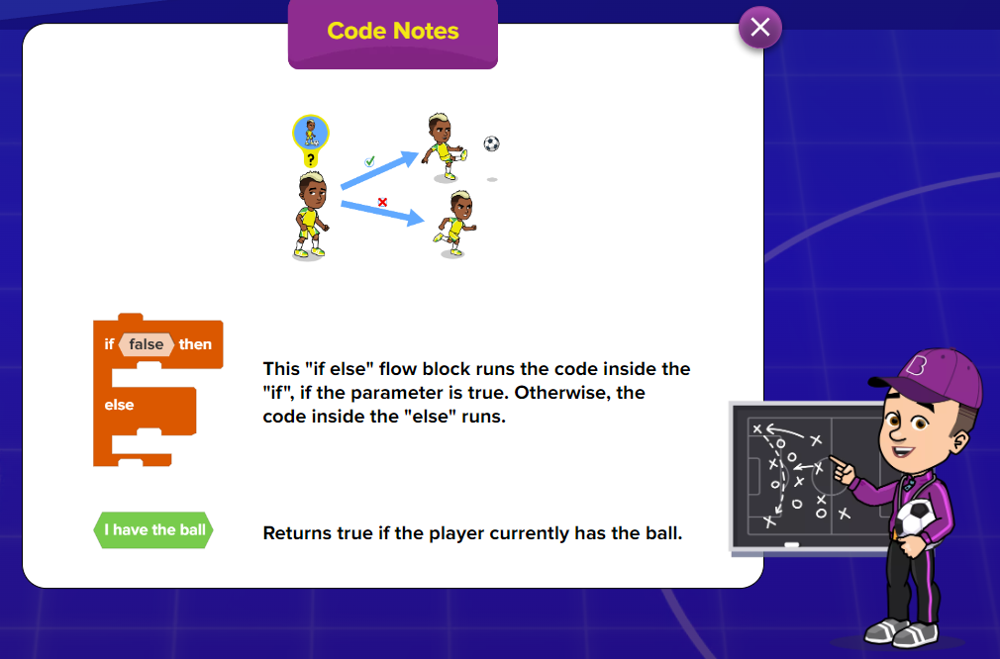 Code Notes
?
if false then
else
This "if else" flow block runs the code inside the
"if", if the parameter is true. Otherwise, the
code inside the "else" runs.
I have the ball
Returns true if the player currently has the ball.
B